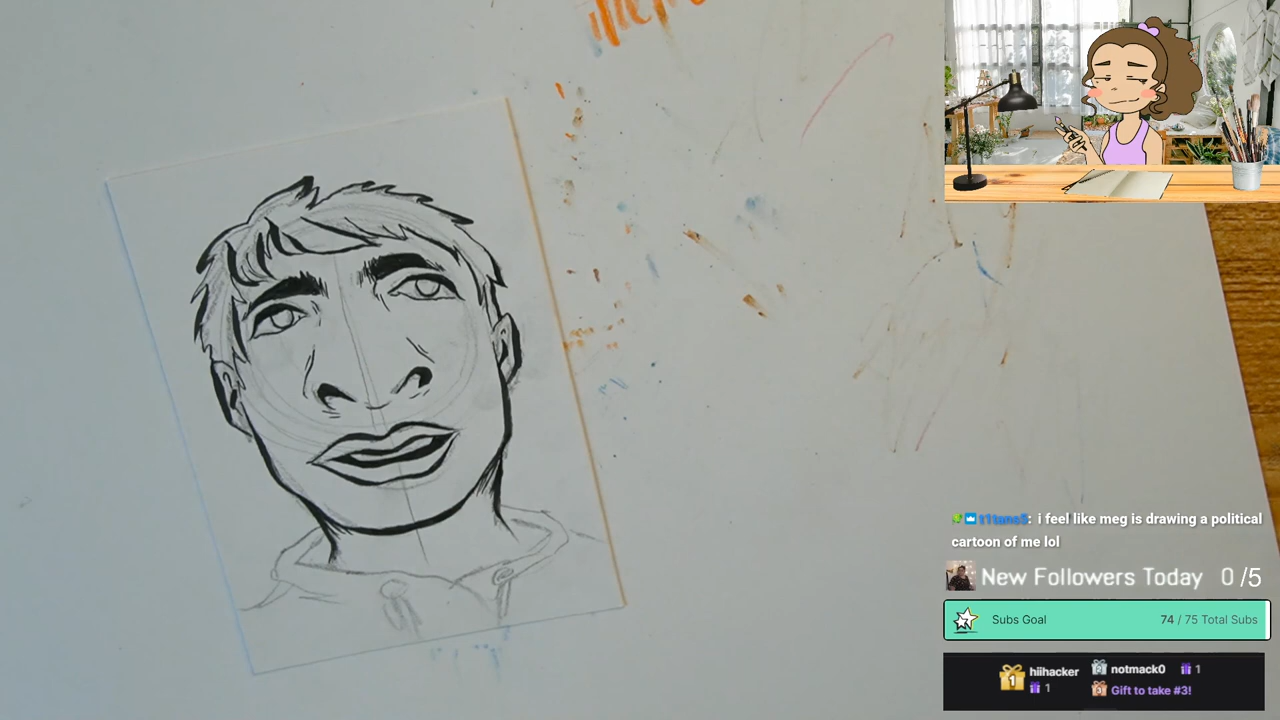 t1tans5: i feel like meg is drawing a political
cartoon of me lol
New Followers Today 0 /5
Subs Goal 74 / 75 Total Subs
1 hiihacker 1
notmack0 1
Gift to take #3!